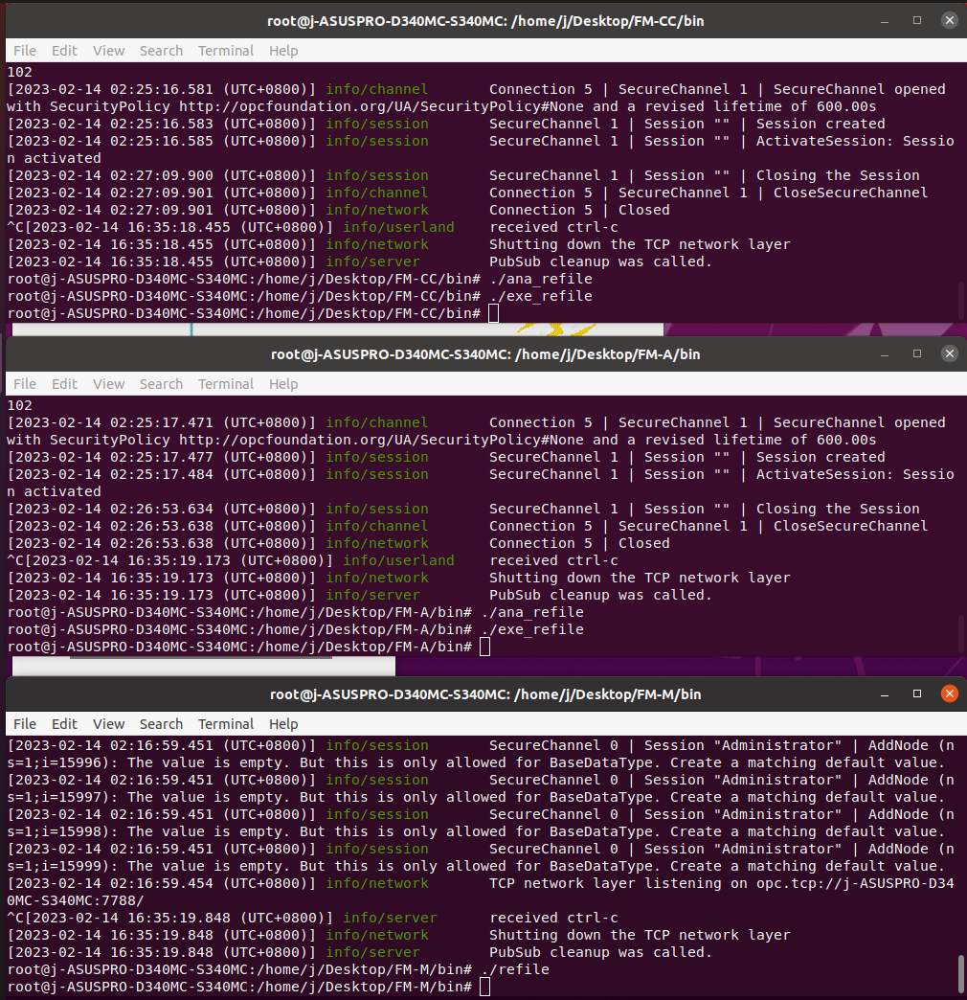 root@j-ASUSPRO-D340MC-S340MC: /home/j/Desktop/FM-CC/bin
File Edit View Search Terminal Help
102
[2023-02-14 02:25:16.581 (UTC+0800)] info/channel Connection 5 | SecureChannel 1 | SecureChannel opened
with SecurityPolicy http://opcfoundation.org/UA/SecurityPolicy#None and a revised lifetime of 600.00s
[2023-02-14 02:25:16.583 (UTC+0800)] info/session SecureChannel 1 | Session "" | Session created
[2023-02-14 02:25:16.585 (UTC+0800)] info/session SecureChannel 1 | Session "" | ActivateSession: Sessio
n activated
[2023-02-14 02:27:09.900 (UTC+0800)] info/session SecureChannel 1 | Session "" | Closing the Session
[2023-02-14 02:27:09.901 (UTC+0800)] info/channel Connection 5 | SecureChannel 1 | CloseSecureChannel
[2023-02-14 02:27:09.901 (UTC+0800)] info/network Connection 5 | Closed
^C[2023-02-14 16:35:18.455 (UTC+0800)] info/userland received ctrl-c
[2023-02-14 16:35:18.455 (UTC+0800)] info/network Shutting down the TCP network layer
[2023-02-14 16:35:18.455 (UTC+0800)] info/server PubSub cleanup was called.
root@j-ASUSPRO-D340MC-S340MC:/home/j/Desktop/FM-CC/bin# ./ana_refile
root@j-ASUSPRO-D340MC-S340MC:/home/j/Desktop/FM-CC/bin# ./exe_refile
root@j-ASUSPRO-D340MC-S340MC:/home/j/Desktop/FM-CC/bin#
root@j-ASUSPRO-D340MC-S340MC: /home/j/Desktop/FM-A/bin
File Edit View Search Terminal Help
102
[2023-02-14 02:25:17.471 (UTC+0800)] info/channel Connection 5 | SecureChannel 1 | SecureChannel opened
with SecurityPolicy http://opcfoundation.org/UA/SecurityPolicy#None and a revised lifetime of 600.00s
[2023-02-14 02:25:17.477 (UTC+0800)] info/session SecureChannel 1 | Session "" | Session created
[2023-02-14 02:25:17.484 (UTC+0800)] info/session SecureChannel 1 | Session "" | ActivateSession: Sessio
n activated
[2023-02-14 02:26:53.634 (UTC+0800)] info/session SecureChannel 1 | Session "" | Closing the Session
[2023-02-14 02:26:53.638 (UTC+0800)] info/channel Connection 5 | SecureChannel 1 | CloseSecureChannel
[2023-02-14 02:26:53.638 (UTC+0800)] info/network Connection 5 | Closed
^C[2023-02-14 16:35:19.173 (UTC+0800)] info/userland received ctrl-c
[2023-02-14 16:35:19.173 (UTC+0800)] info/network Shutting down the TCP network layer
[2023-02-14 16:35:19.173 (UTC+0800)] info/server PubSub cleanup was called.
root@j-ASUSPRO-D340MC-S340MC:/home/j/Desktop/FM-A/bin# ./ana_refile
root@j-ASUSPRO-D340MC-S340MC:/home/j/Desktop/FM-A/bin# ./exe_refile
root@j-ASUSPRO-D340MC-S340MC:/home/j/Desktop/FM-A/bin#
root@j-ASUSPRO-D340MC-S340MC: /home/j/Desktop/FM-M/bin
File Edit View Search Terminal Help
[2023-02-14 02:16:59.451 (UTC+0800)] info/session SecureChannel 0 | Session "Administrator" | AddNode (n
s=1;i=15996): The value is empty. But this is only allowed for BaseDataType. Create a matching default value.
[2023-02-14 02:16:59.451 (UTC+0800)] info/session SecureChannel 0 | Session "Administrator" | AddNode (n
s=1;i=15997): The value is empty. But this is only allowed for BaseDataType. Create a matching default value.
[2023-02-14 02:16:59.451 (UTC+0800)] info/session SecureChannel 0 | Session "Administrator" | AddNode (n
s=1;i=15998): The value is empty. But this is only allowed for BaseDataType. Create a matching default value.
[2023-02-14 02:16:59.451 (UTC+0800)] info/session SecureChannel 0 | Session "Administrator" | AddNode (n
s=1;i=15999): The value is empty. But this is only allowed for BaseDataType. Create a matching default value.
[2023-02-14 02:16:59.454 (UTC+0800)] info/network TCP network layer listening on opc.tcp://j-ASUSPRO-D34
0MC-S340MC:7788/
^C[2023-02-14 16:35:19.848 (UTC+0800)] info/server received ctrl-c
[2023-02-14 16:35:19.848 (UTC+0800)] info/network Shutting down the TCP network layer
[2023-02-14 16:35:19.848 (UTC+0800)] info/server PubSub cleanup was called.
root@j-ASUSPRO-D340MC-S340MC:/home/j/Desktop/FM-M/bin# ./refile
root@j-ASUSPRO-D340MC-S340MC:/home/j/Desktop/FM-M/bin#